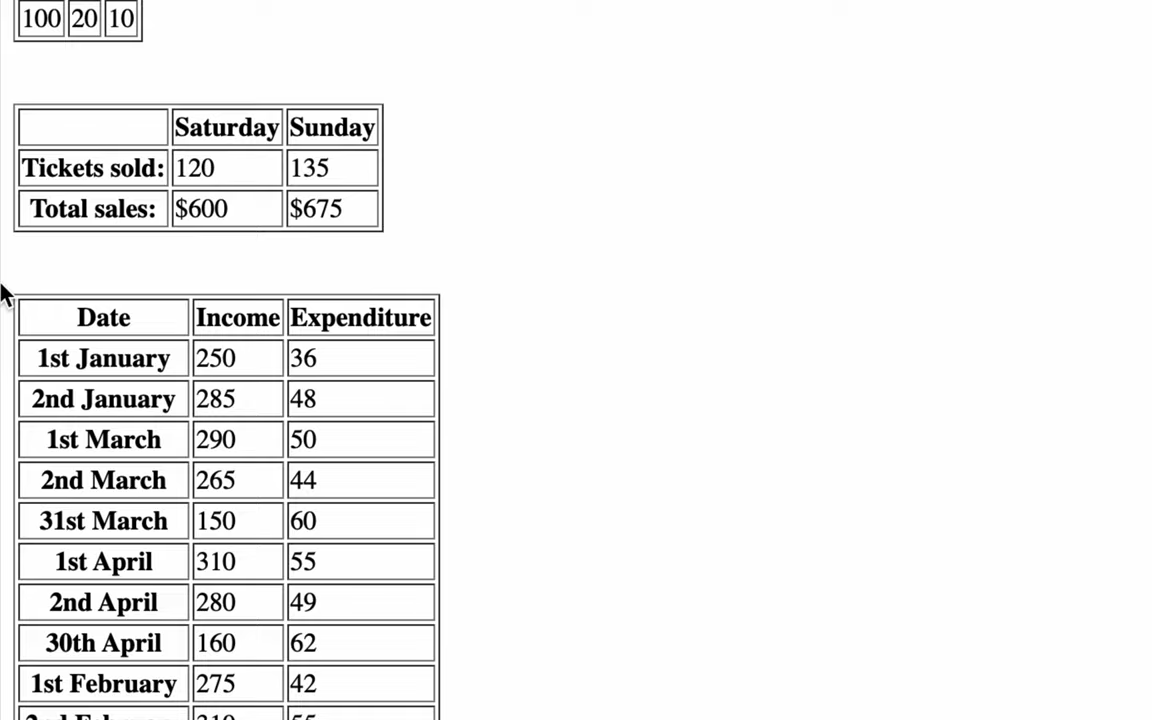 100 20 10
Saturday Sunday
Tickets sold: 120 135
Total sales: $600 $675
Date Income Expenditure
1st January 250 36
2nd January 285 48
1st March 290 50
2nd March 265 44
31st March 150 60
1st April 310 55
2nd April 280 49
30th April 160 62
1st February 275 42